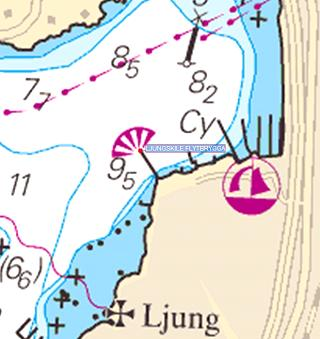 8₅
7₇
8₂
Cy
LJUNGSKILE FLYTBRYGGA
9₅
11
(6₆)
Ljung